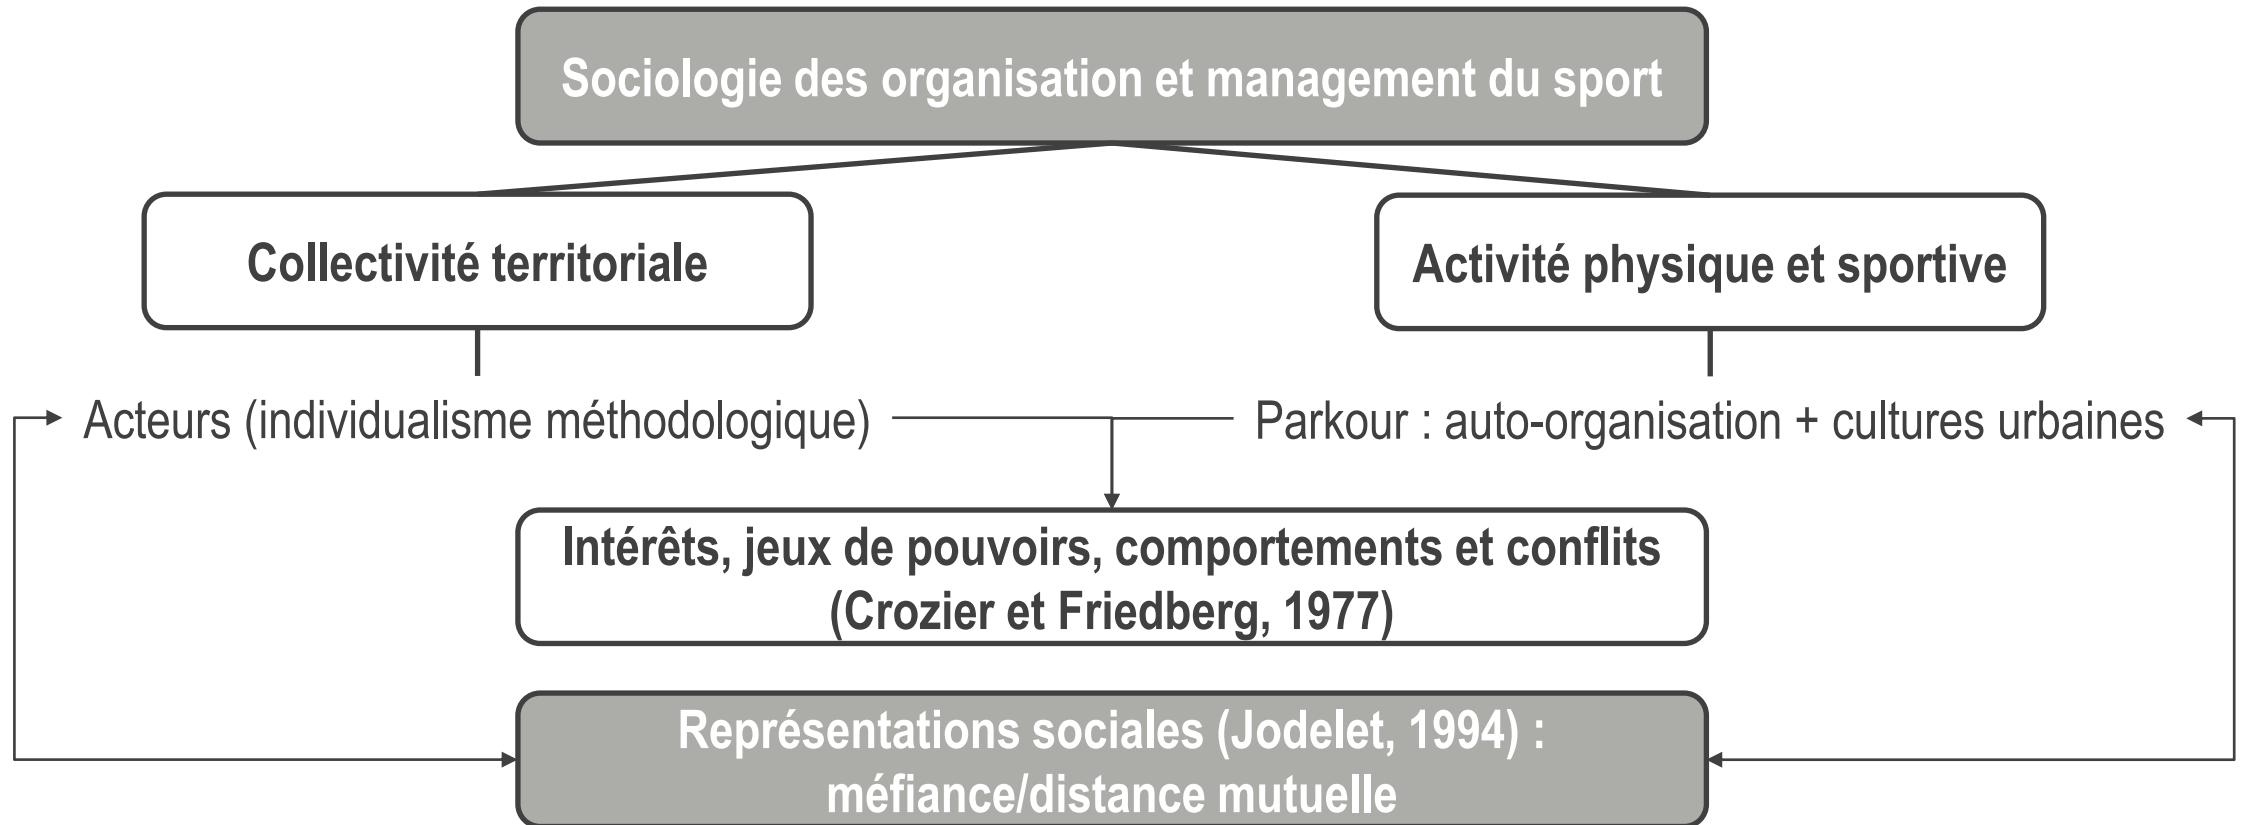 Sociologie des organisation et management du sport
Collectivité territoriale
Activité physique et sportive
Acteurs (individualisme méthodologique)
Parkour : auto-organisation + cultures urbaines
Intérêts, jeux de pouvoirs, comportements et conflits
(Crozier et Friedberg, 1977)
Représentations sociales (Jodelet, 1994) :
méfiance/distance mutuelle